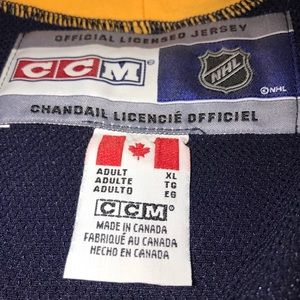 OFFICIAL LICENSED JERSEY
CCM NHL
©NHL
CHANDAIL LICENCIÉ OFFICIEL
ADULT XL
ADULTE TG
ADULTO EG
CCM®
MADE IN CANADA
FABRIQUÉ AU CANADA
HECHO EN CANADA